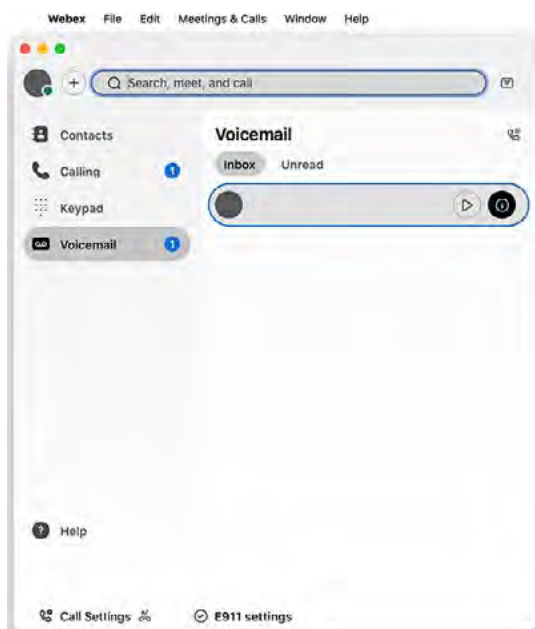 Webex File Edit Meetings & Calls Window Help
Search, meet, and call
Contacts
Voicemail
Calling 1
Inbox Unread
Keypad
Voicemail 1
Help
Call Settings E911 settings